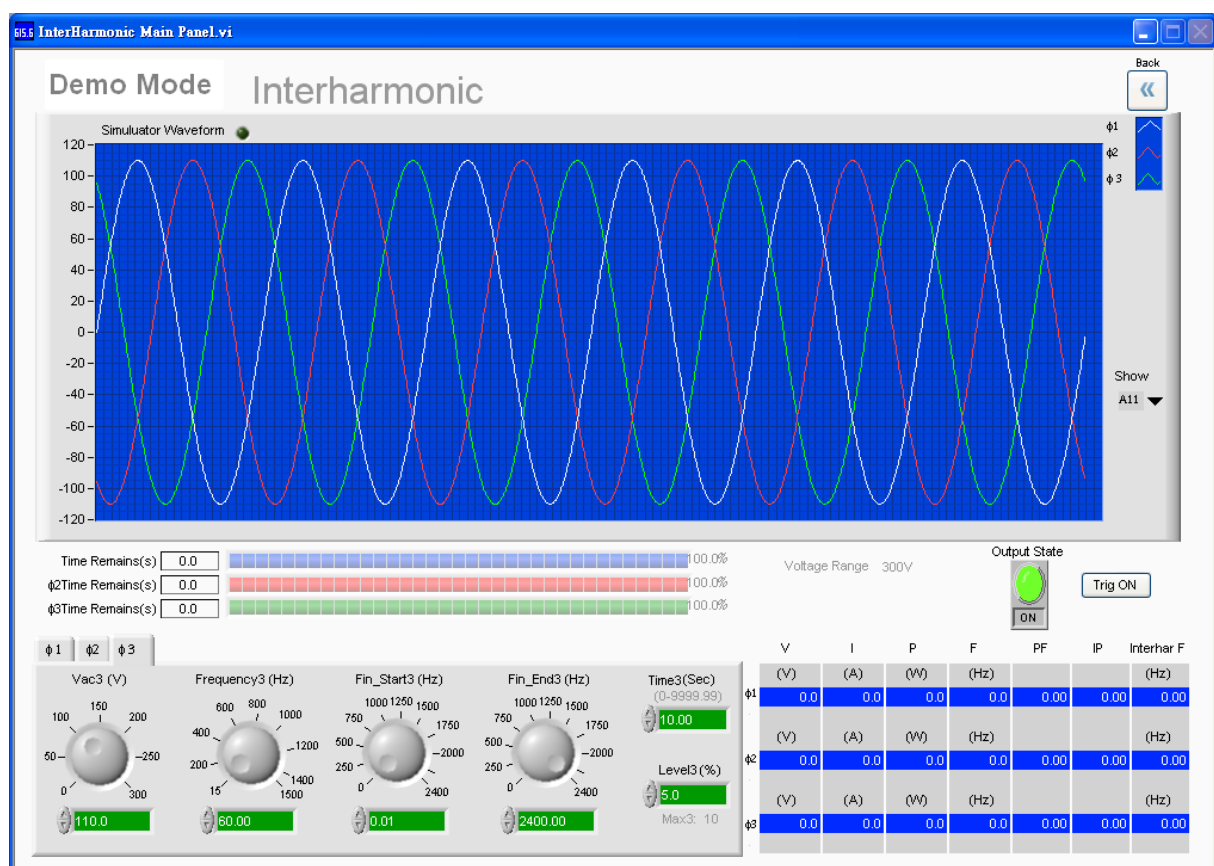 615.6 InterHarmonic Main Panel.vi
Back
Demo Mode Interharmonic
Simuluator Waveform
ϕ1
ϕ2
ϕ3
120
100
80
60
40
20
0
-20
-40
-60
-80
-100
-120
Show
A11
Time Remains(s) 0.0 100.0%
ϕ2Time Remains(s) 0.0 100.0%
ϕ3Time Remains(s) 0.0 100.0%
Voltage Range 300V
Output State
ON
Trig ON
ϕ1 ϕ2 ϕ3
Vac3 (V)
0 50 100 150 200 250 300
110.0
Frequency3 (Hz)
15 200 400 600 800 1000 1200 1400 1500
60.00
Fin_Start3 (Hz)
0 250 500 750 1000 1250 1500 1750 2000 2400
0.01
Fin_End3 (Hz)
0 250 500 750 1000 1250 1500 1750 2000 2400
2400.00
Time3(Sec)
(0-9999.99)
10.00
Level3(%)
5.0
Max3: 10
V I P F PF IP Interhar F
(V) (A) (W) (Hz) (Hz)
ϕ1 0.0 0.0 0.0 0.0 0.00 0.00 0.00
(V) (A) (W) (Hz) (Hz)
ϕ2 0.0 0.0 0.0 0.0 0.00 0.00 0.00
(V) (A) (W) (Hz) (Hz)
ϕ3 0.0 0.0 0.0 0.0 0.00 0.00 0.00